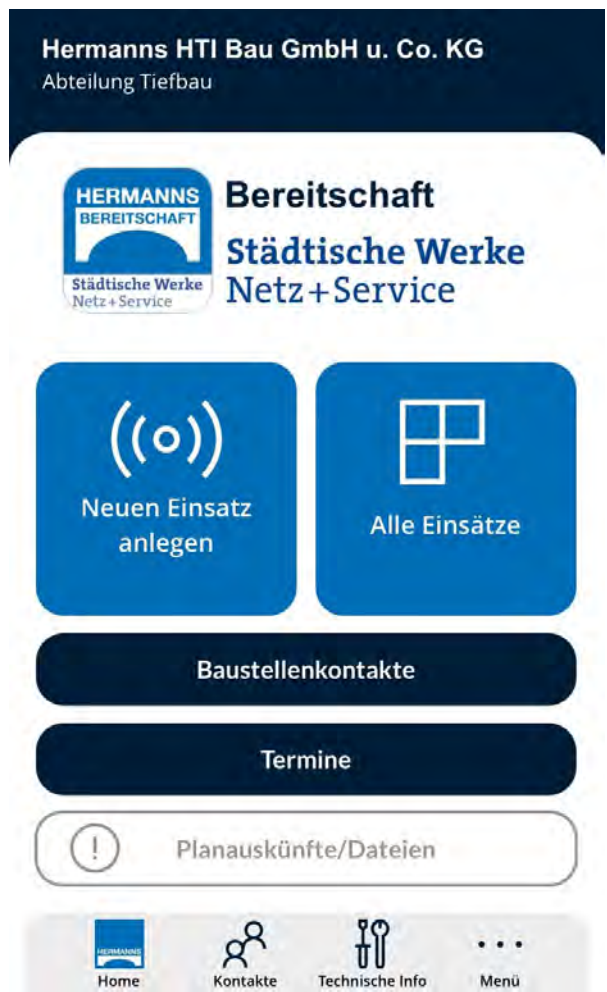 Hermanns HTI Bau GmbH u. Co. KG
Abteilung Tiefbau
HERMANNS
BEREITSCHAFT
Städtische Werke
Netz+Service
Bereitschaft
Städtische Werke
Netz+Service
Neuen Einsatz
anlegen
Alle Einsätze
Baustellenkontakte
Termine
! Planauskünfte/Dateien
HERMANNS
Home
Kontakte
Technische Info
Menü